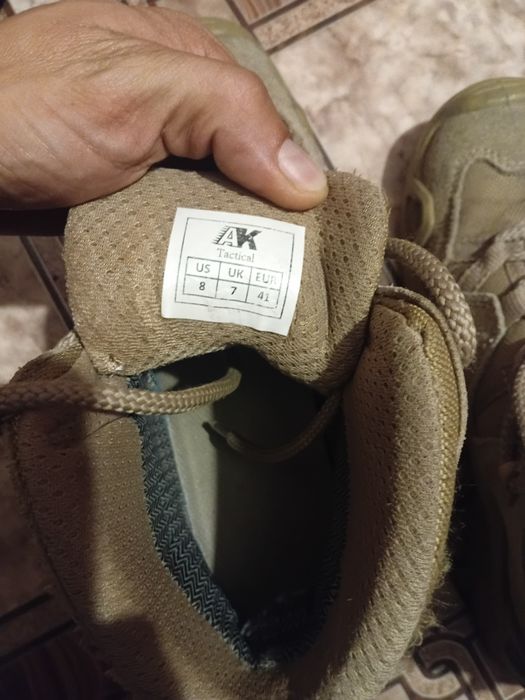 AK
Tactical
US UK EUR
8 7 41